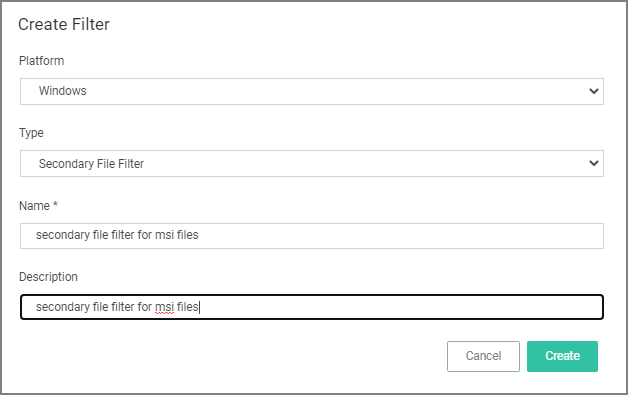 Create Filter
Platform
Windows
Type
Secondary File Filter
Name *
secondary file filter for msi files
Description
secondary file filter for msi files
Cancel
Create